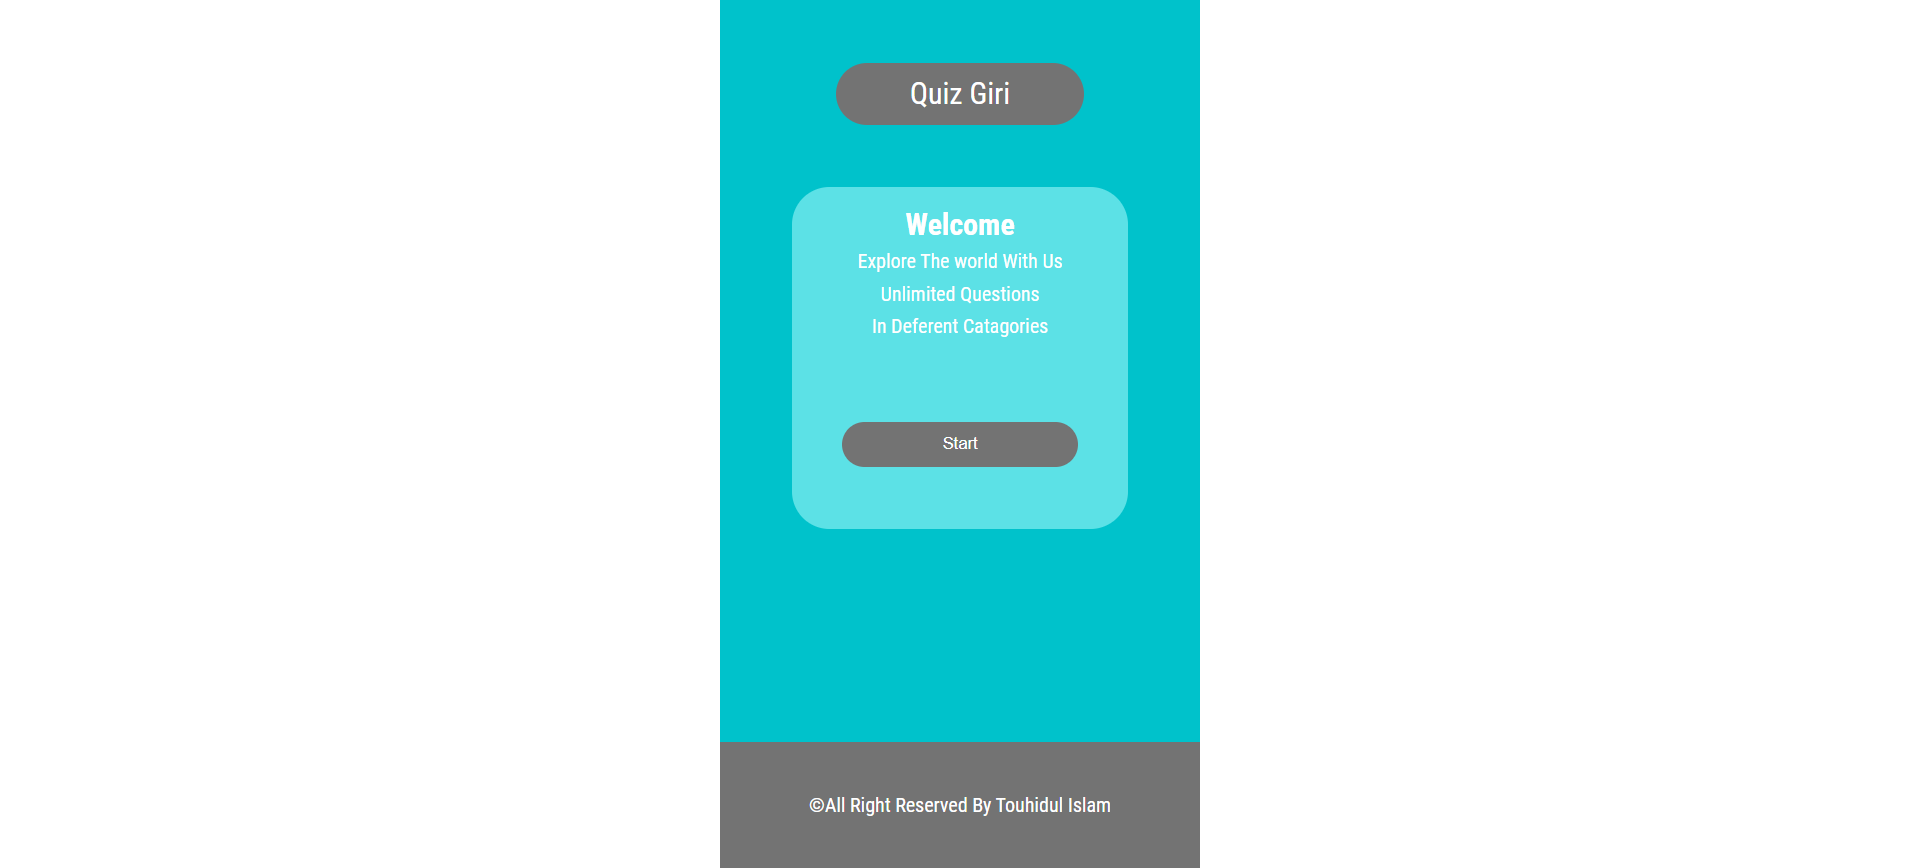 Quiz Giri
Welcome
Explore The world With Us
Unlimited Questions
In Deferent Catagories
Start
©All Right Reserved By Touhidul Islam